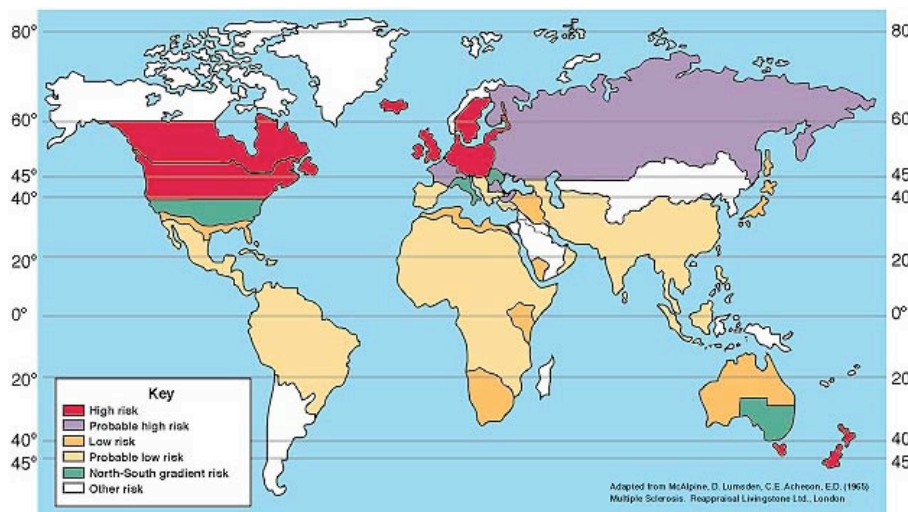 80° 80°
60° 60
45° 45
40° 40
20° 20
0° 0°
20° 20
40° 40
45° 45
Key
High risk
Probable high risk
Low risk
Probable low risk
North-South gradient risk
Other risk
Adapted from McAlpine, D. Lumsden, C.E. Acheson, E.D. (1965)
Multiple Sclerosis. Reappraisal Livingstone Ltd., London